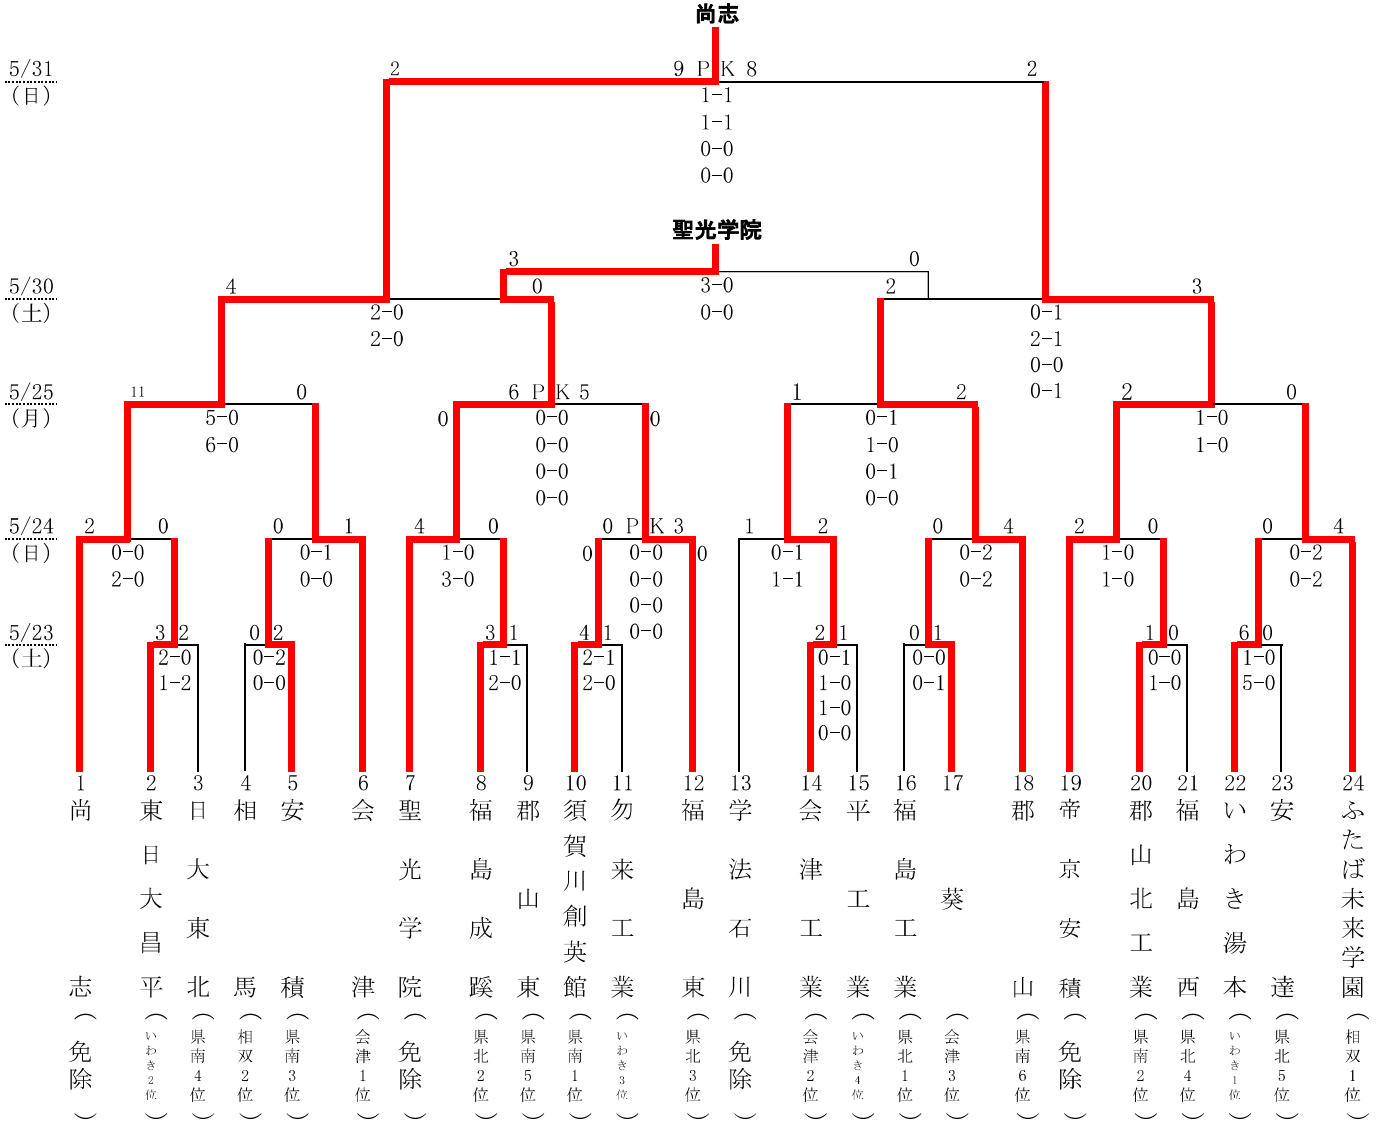 尚志
5/31
(日)
2 9 PK 8 2
1-1
1-1
0-0
0-0
聖光学院
3 0
3-0
0-0
5/30
(土)
4 0 2 3
2-0
2-0
0-1
2-1
0-0
0-1
5/25
(月)
11 0
5-0
6-0
6 PK 5
0 0
0-0
0-0
0-0
0-0
1 2
0-1
1-0
0-1
0-0
2 0
1-0
1-0
5/24
(日)
2 0
0-0
2-0
0 1
0-1
0-0
4 0
1-0
3-0
0 PK 3
0 0
0-0
0-0
0-0
0-0
1 2
0-1
1-1
0 4
0-2
0-2
2 0
1-0
1-0
0 4
0-2
0-2
5/23
(土)
3 2
2-0
1-2
0 2
0-2
0-0
3 1
1-1
2-0
4 1
2-1
2-0
2 1
0-1
1-0
1-0
0-0
0 1
0-0
0-1
1 0
0-0
1-0
6 0
1-0
5-0
1 尚志(免除)
2 東日大昌平(いわき2位)
3 日大東北(県南4位)
4 相馬(相双2位)
5 安積(県南3位)
6 会津(会津1位)
7 聖光学院(免除)
8 福島成蹊(県北2位)
9 郡山東(県南5位)
10 須賀川創英館(県南1位)
11 勿来工業(いわき3位)
12 福島東(県北3位)
13 学法石川(免除)
14 会津工業(会津2位)
15 平工業(いわき4位)
16 福島工業(県北1位)
17 葵(会津3位)
18 郡山(県南6位)
19 帝京安積(免除)
20 郡山北工業(県南2位)
21 福島西(県北4位)
22 いわき湯本(いわき1位)
23 安達(県北5位)
24 ふたば未来学園(相双1位)